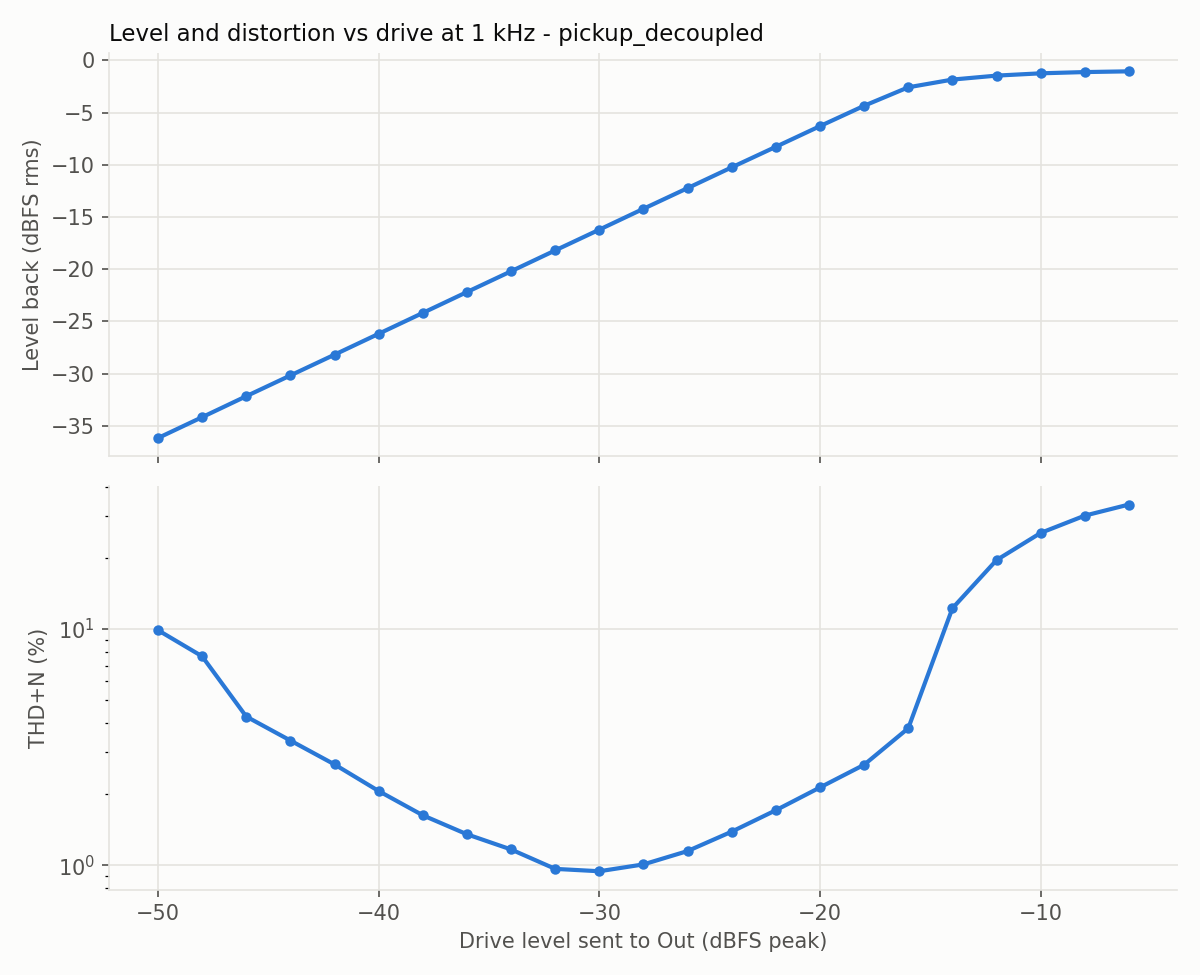 Level and distortion vs drive at 1 kHz - pickup_decoupled
0
−5
−10
−15
−20
−25
−30
−35
Level back (dBFS rms)
10¹
10⁰
THD+N (%)
−50 −40 −30 −20 −10
Drive level sent to Out (dBFS peak)